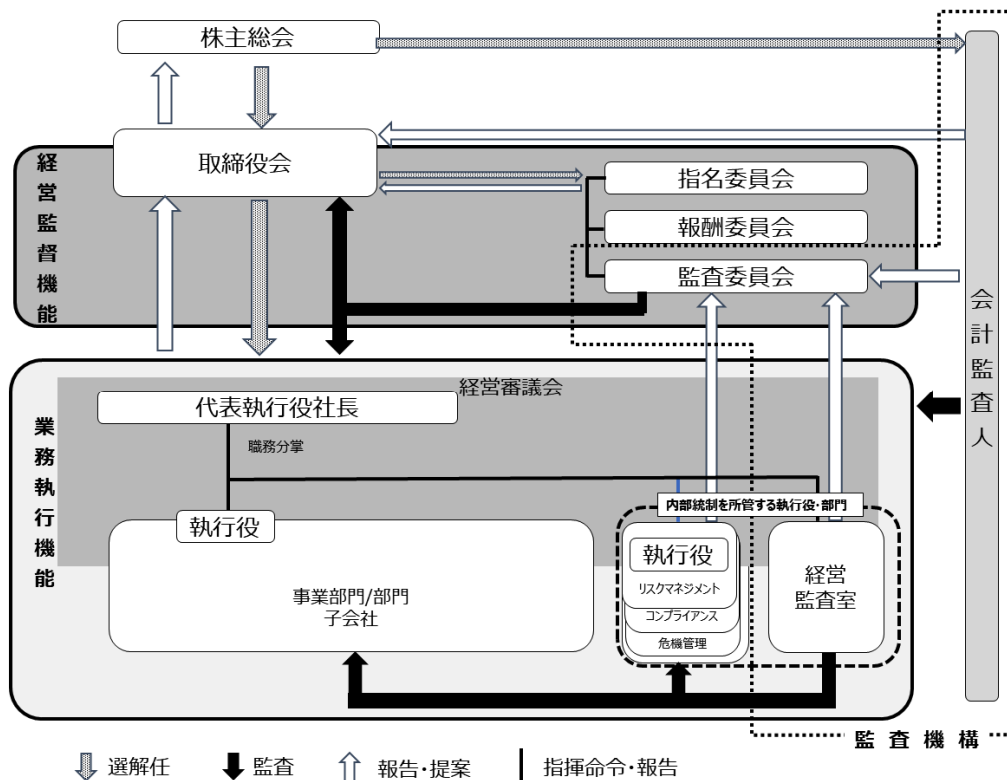 株主総会
取締役会
経営監督機能
指名委員会
報酬委員会
監査委員会
会計監査人
経営審議会
代表執行役社長
職務分掌
業務執行機能
内部統制を所管する執行役・部門
執行役
事業部門/部門
子会社
執行役
リスクマネジメント
コンプライアンス
危機管理
経営
監査室
監査機構
選解任
監査
報告・提案
指揮命令・報告